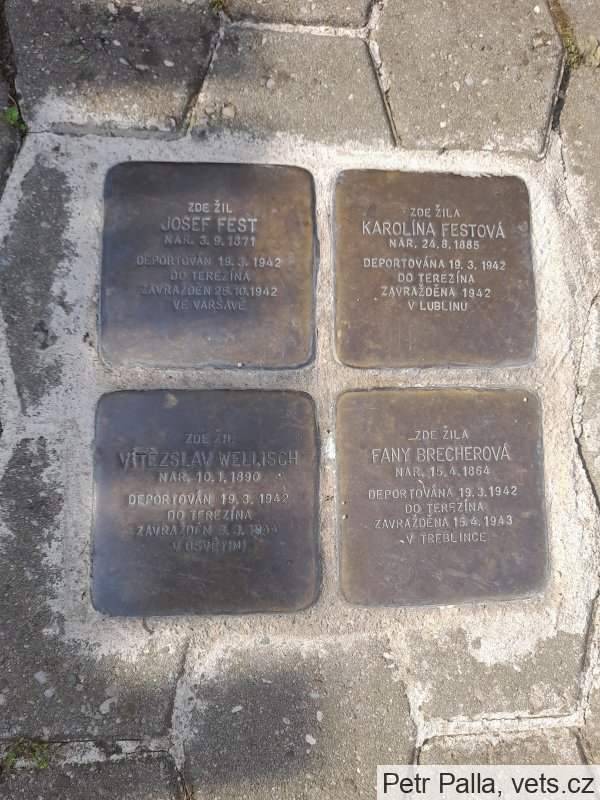 ZDE ŽIL
JOSEF FEST
NAR. 3.9.1871
DEPORTOVÁN 19.3.1942
DO TEREZÍNA
ZAVRAŽDĚN 25.10.1942
VE VARŠAVĚ
ZDE ŽILA
KAROLÍNA FESTOVÁ
NAR. 24.8.1885
DEPORTOVÁNA 19.3.1942
DO TEREZÍNA
ZAVRAŽDĚNA 1942
V LUBLINU
ZDE ŽIL
VÍTĚZSLAV WELLISCH
NAR. 10.1.1890
DEPORTOVÁN 19.3.1942
DO TEREZÍNA
ZAVRAŽDĚN 1944
V OSVĚTIMI
ZDE ŽILA
FANY BRECHEROVÁ
NAR. 15.4.1864
DEPORTOVÁNA 19.3.1942
DO TEREZÍNA
ZAVRAŽDĚNA 15.4.1943
V TREBLINCE
Petr Palla, vets.cz